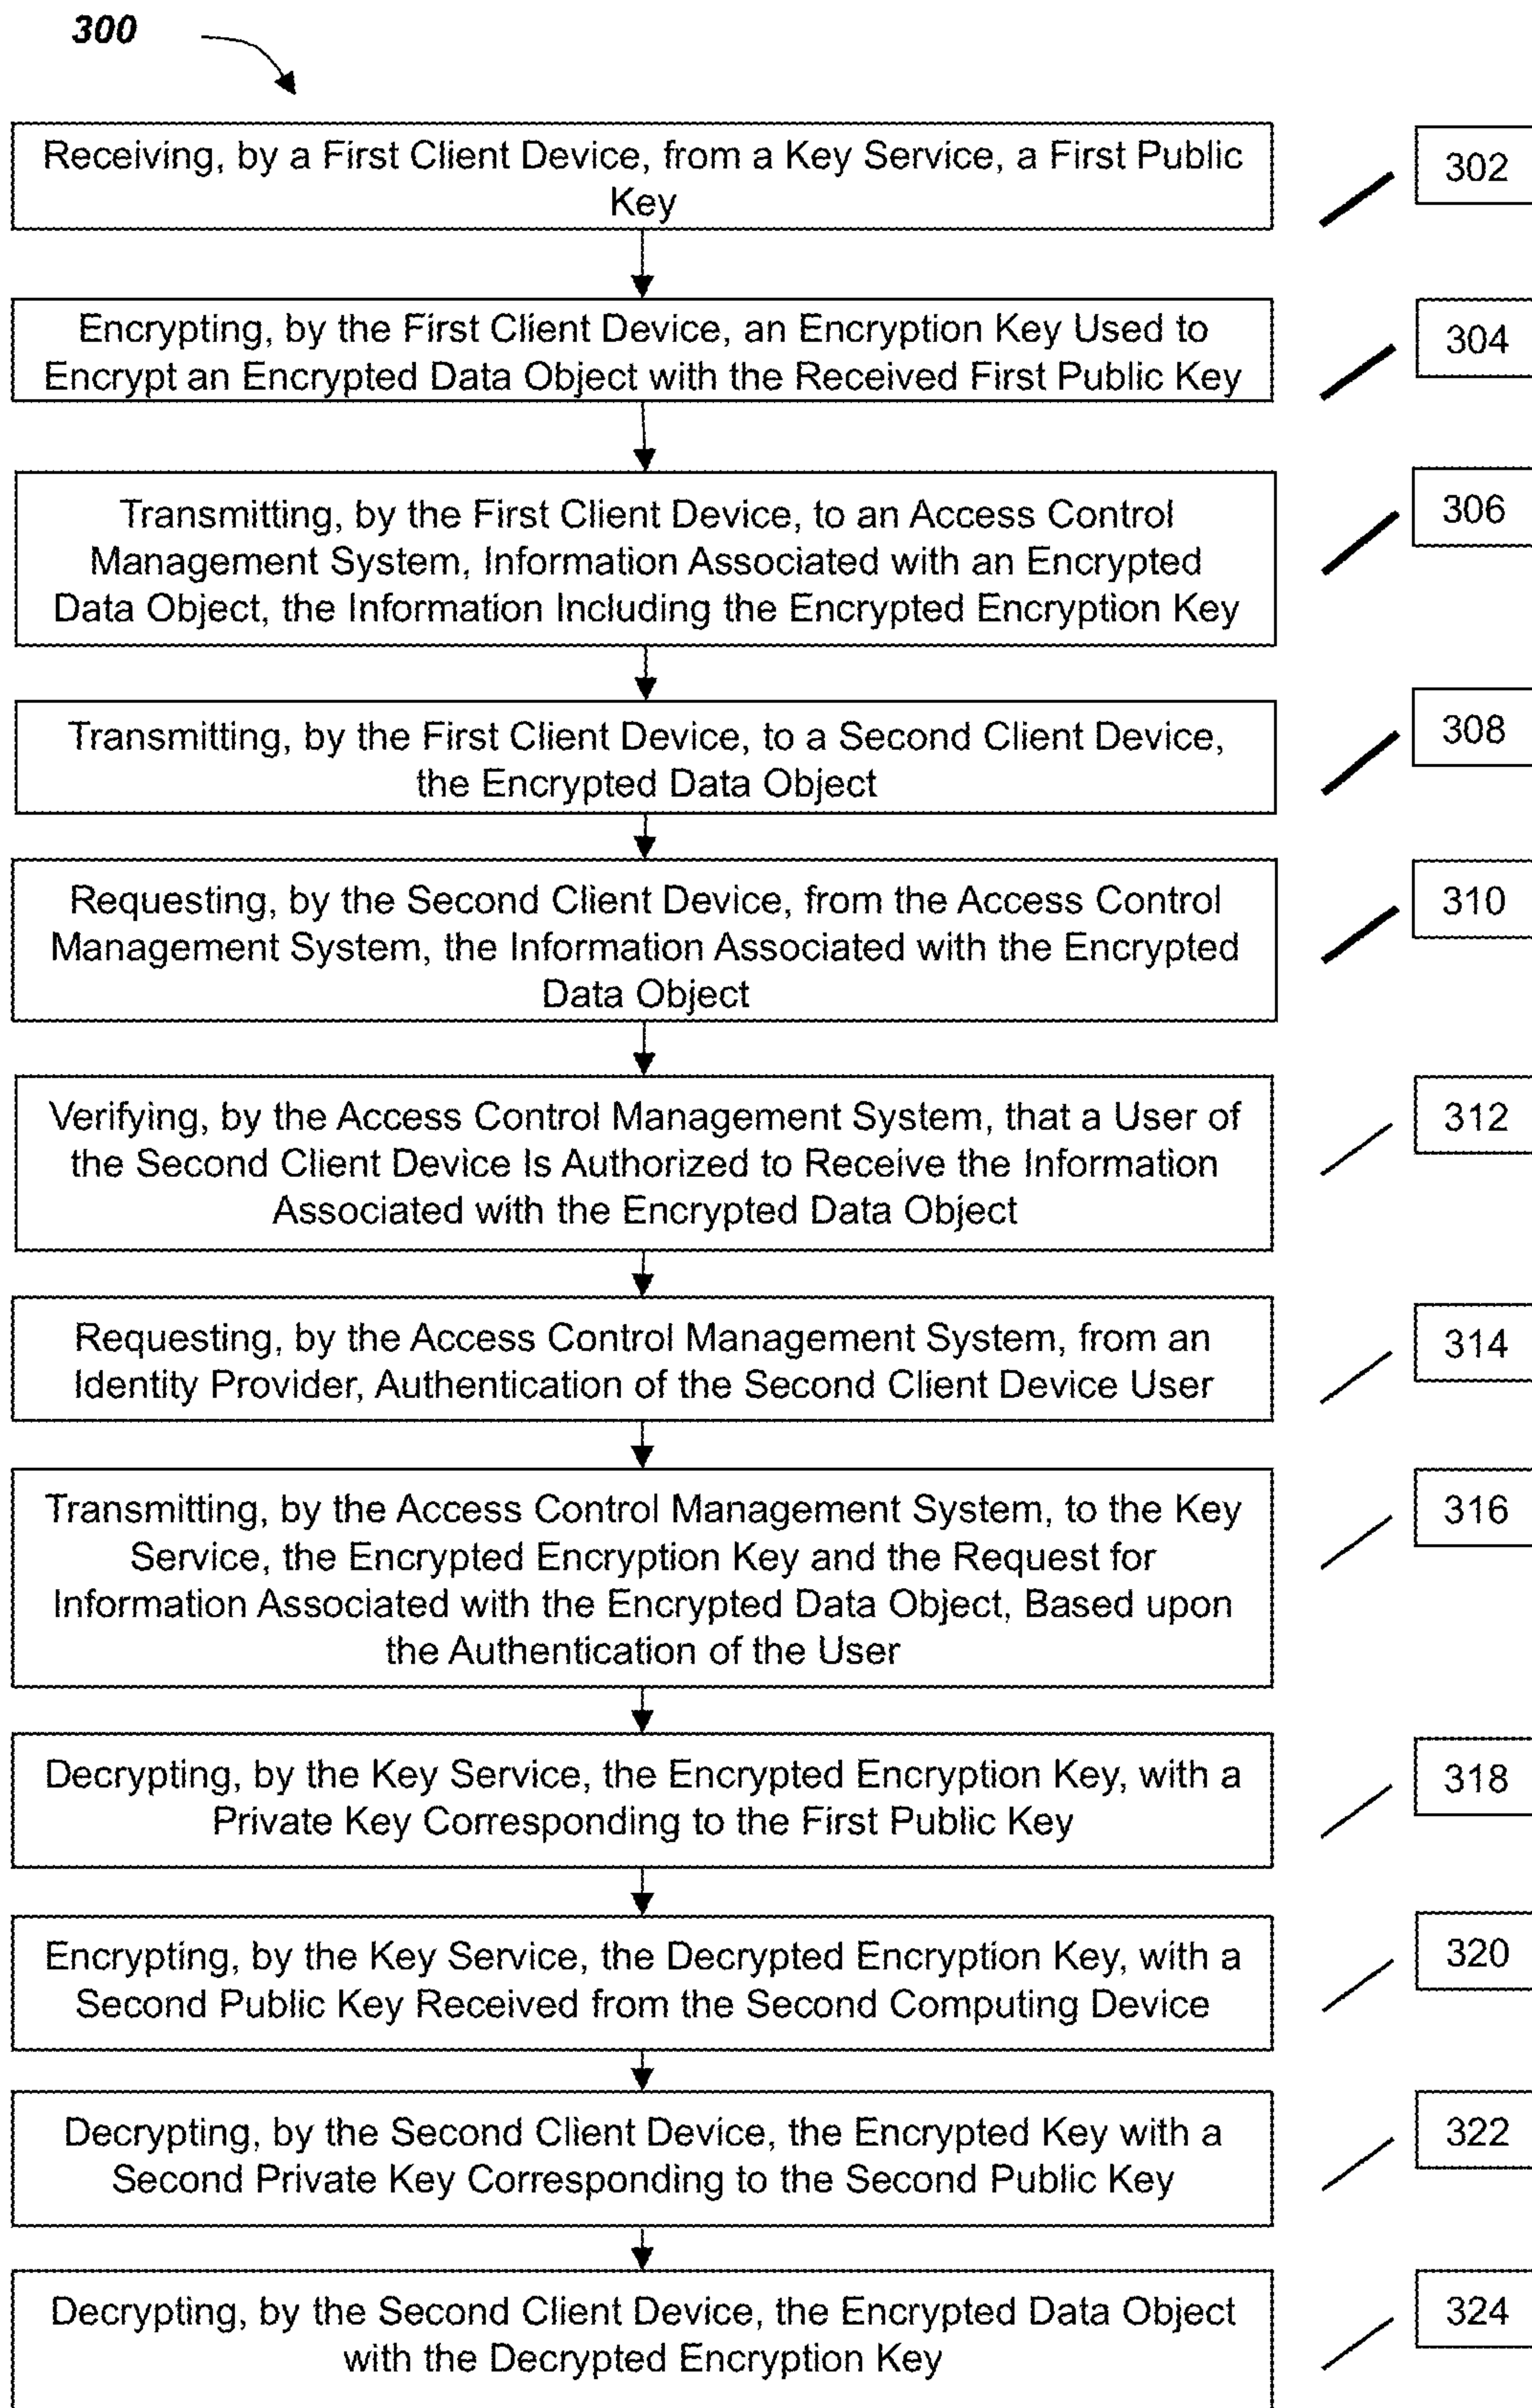 300
Receiving, by a First Client Device, from a Key Service, a First Public
Key
302
Encrypting, by the First Client Device, an Encryption Key Used to
Encrypt an Encrypted Data Object with the Received First Public Key
304
Transmitting, by the First Client Device, to an Access Control
Management System, Information Associated with an Encrypted
Data Object, the Information Including the Encrypted Encryption Key
306
Transmitting, by the First Client Device, to a Second Client Device,
the Encrypted Data Object
308
Requesting, by the Second Client Device, from the Access Control
Management System, the Information Associated with the Encrypted
Data Object
310
Verifying, by the Access Control Management System, that a User of
the Second Client Device Is Authorized to Receive the Information
Associated with the Encrypted Data Object
312
Requesting, by the Access Control Management System, from an
Identity Provider, Authentication of the Second Client Device User
314
Transmitting, by the Access Control Management System, to the Key
Service, the Encrypted Encryption Key and the Request for
Information Associated with the Encrypted Data Object, Based upon
the Authentication of the User
316
Decrypting, by the Key Service, the Encrypted Encryption Key, with a
Private Key Corresponding to the First Public Key
318
Encrypting, by the Key Service, the Decrypted Encryption Key, with a
Second Public Key Received from the Second Computing Device
320
Decrypting, by the Second Client Device, the Encrypted Key with a
Second Private Key Corresponding to the Second Public Key
322
Decrypting, by the Second Client Device, the Encrypted Data Object
with the Decrypted Encryption Key
324